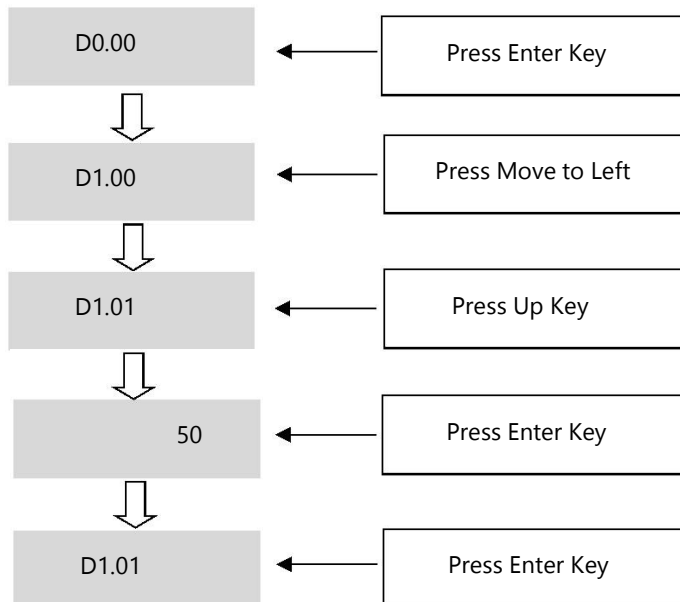 D0.00
Press Enter Key
D1.00
Press Move to Left
D1.01
Press Up Key
50
Press Enter Key
D1.01
Press Enter Key